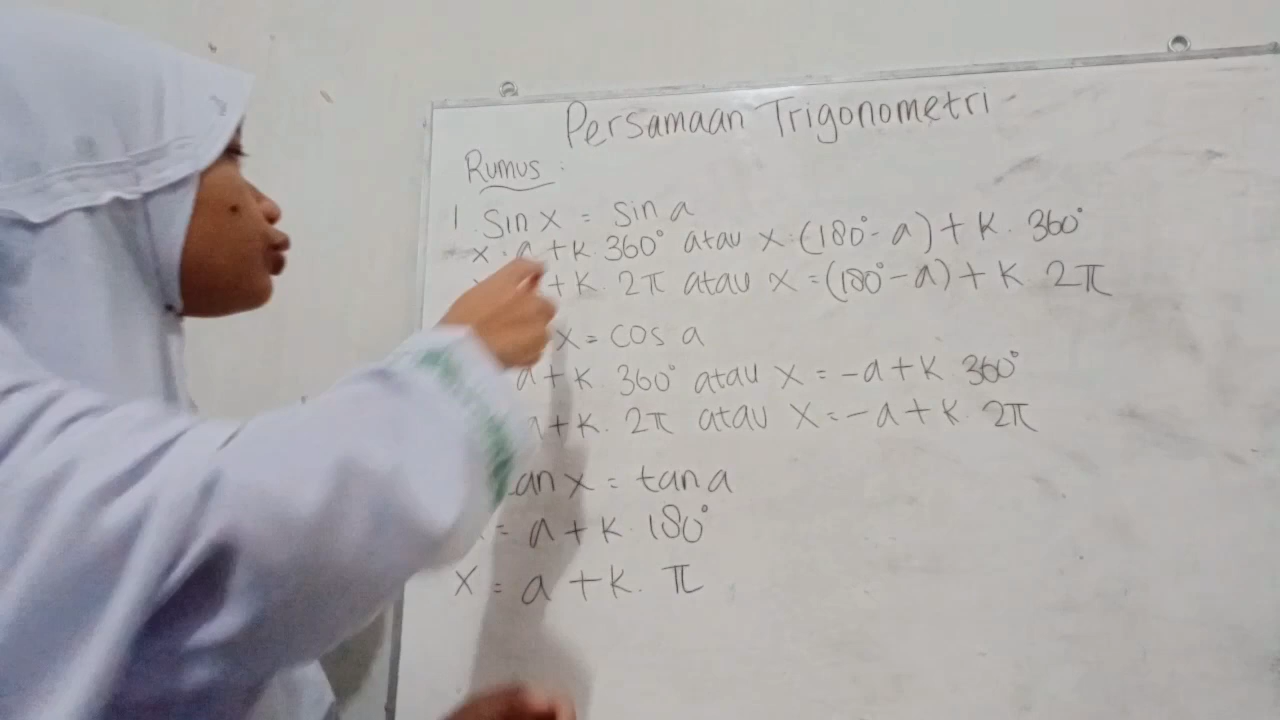 Persamaan Trigonometri
Rumus :
1. Sin x = Sin a
x = a + k. 360° atau x = (180° - a) + k. 360°
+ k. 2π atau x = (180° - a) + k. 2π
x = cos a
a + k. 360° atau x = -a + k. 360°
a + k. 2π atau x = -a + k. 2π
an x = tan a
= a + k. 180°
x = a + k. π